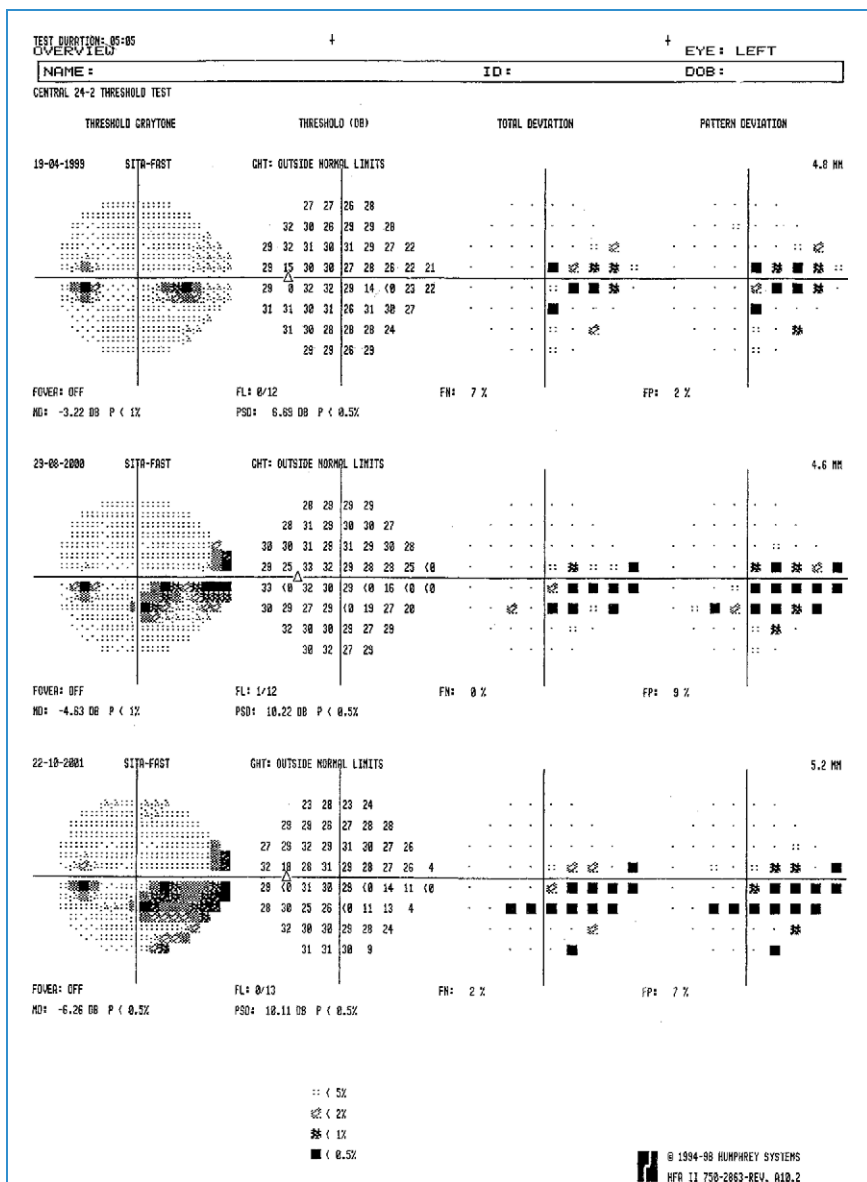 TEST DURATION: 05:05
OVERVIEW EYE: LEFT
NAME: ID: DOB:
CENTRAL 24-2 THRESHOLD TEST
THRESHOLD GRAYTONE THRESHOLD (DB) TOTAL DEVIATION PATTERN DEVIATION
19-04-1999 SITA-FAST GHT: OUTSIDE NORMAL LIMITS 4.8 MM
27 27 26 28
32 30 26 29 29 28
29 32 31 30 31 29 27 22
29 15 30 30 27 28 26 22 21
29 0 32 32 29 14 <0 23 22
31 31 30 31 26 31 30 27
31 30 28 28 28 24
29 29 26 29
FOVEA: OFF FL: 0/12 FN: 7 % FP: 2 %
MD: -3.22 DB P < 1% PSD: 6.69 DB P < 0.5%
29-08-2000 SITA-FAST GHT: OUTSIDE NORMAL LIMITS 4.6 MM
28 29 29 29
28 31 29 30 30 27
30 30 31 29 31 29 30 28
29 25 33 32 29 28 28 25 <0
33 <0 32 30 29 <0 16 <0 <0
30 29 27 29 <0 19 27 20
32 30 30 29 27 29
30 32 27 29
FOVEA: OFF FL: 1/12 FN: 0 % FP: 9 %
MD: -4.63 DB P < 1% PSD: 10.22 DB P < 0.5%
22-10-2001 SITA-FAST GHT: OUTSIDE NORMAL LIMITS 5.2 MM
23 28 23 24
29 29 26 27 28 28
27 29 32 29 31 30 27 26
32 18 28 31 29 28 27 26 4
29 <0 31 30 29 <0 14 11 <0
28 30 25 26 <0 11 13 4
32 30 30 29 28 24
31 31 30 9
FOVEA: OFF FL: 0/13 FN: 2 % FP: 7 %
MD: -6.26 DB P < 0.5% PSD: 10.11 DB P < 0.5%
< 5%
< 2%
< 1%
< 0.5%
© 1994-98 HUMPHREY SYSTEMS
HFA II 750-2863-REV. A10.2